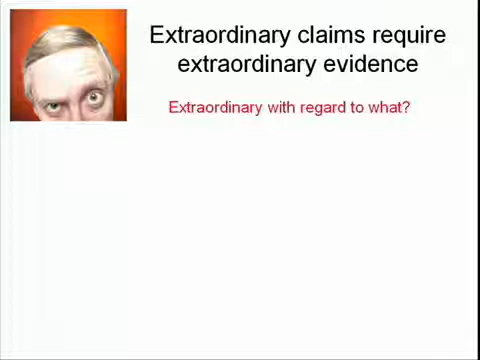 Extraordinary claims require
extraordinary evidence
Extraordinary with regard to what?